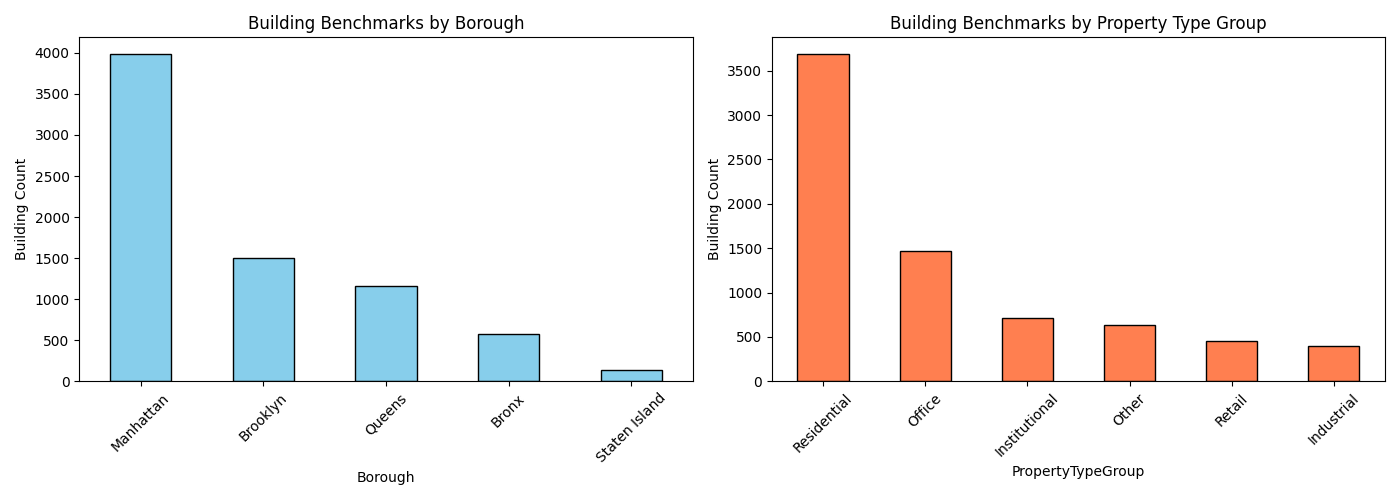 Building Benchmarks by Borough
Building Count
4000
3500
3000
2500
2000
1500
1000
500
0
Manhattan
Brooklyn
Queens
Bronx
Staten Island
Borough
Building Benchmarks by Property Type Group
Building Count
3500
3000
2500
2000
1500
1000
500
0
Residential
Office
Institutional
Other
Retail
Industrial
PropertyTypeGroup